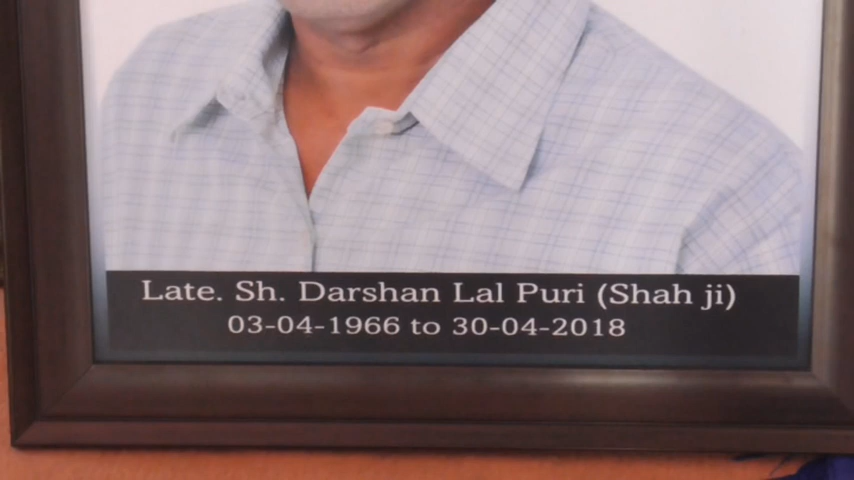 Late. Sh. Darshan Lal Puri (Shah ji)
03-04-1966 to 30-04-2018